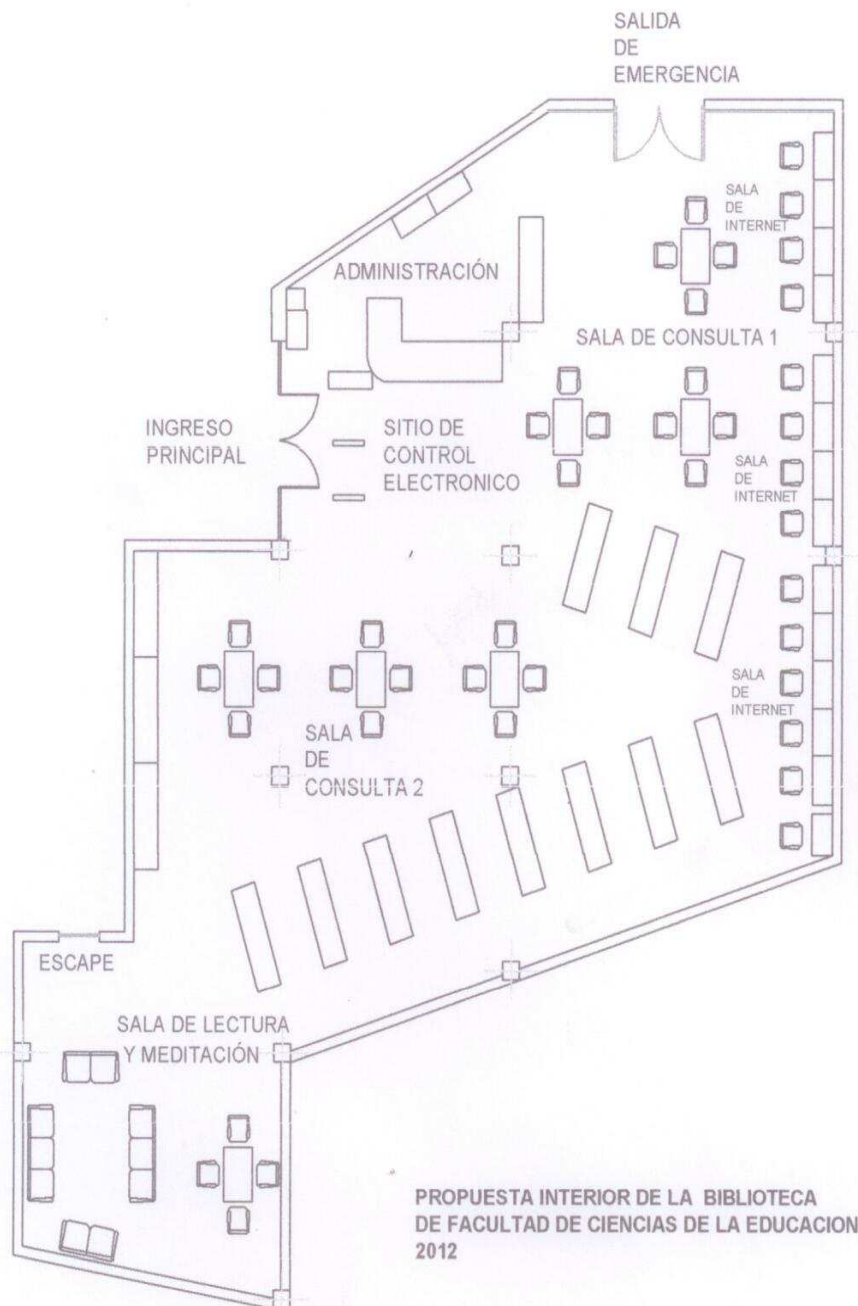 SALIDA
DE
EMERGENCIA
SALA
DE
INTERNET
ADMINISTRACIÓN
SALA DE CONSULTA 1
INGRESO
PRINCIPAL
SITIO DE
CONTROL
ELECTRONICO
SALA
DE
INTERNET
SALA
DE
INTERNET
SALA
DE
CONSULTA 2
ESCAPE
SALA DE LECTURA
Y MEDITACIÓN
PROPUESTA INTERIOR DE LA BIBLIOTECA
DE FACULTAD DE CIENCIAS DE LA EDUCACION
2012